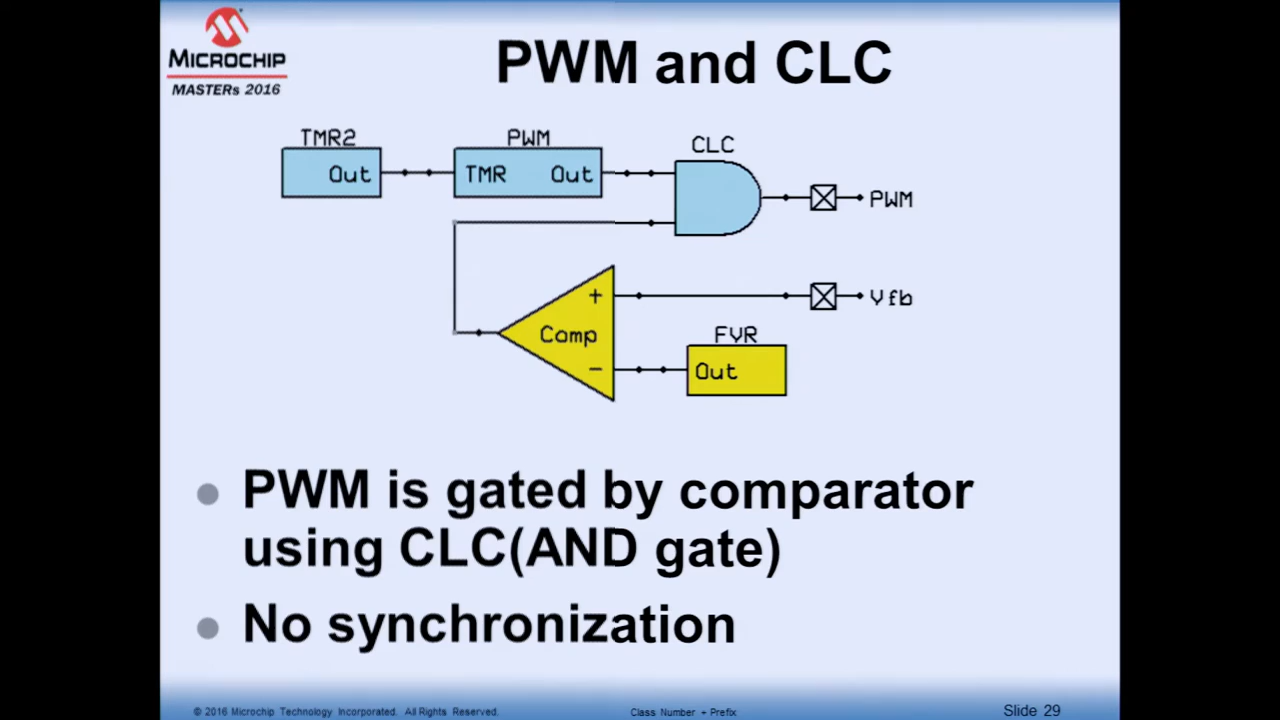 MICROCHIP
MASTERs 2016
PWM and CLC
TMR2
Out
PWM
TMR Out
CLC
PWM
+
Comp
-
Vfb
FVR
Out
PWM is gated by comparator
using CLC(AND gate)
No synchronization
© 2016 Microchip Technology Incorporated. All Rights Reserved.
Class Number + Prefix
Slide 29